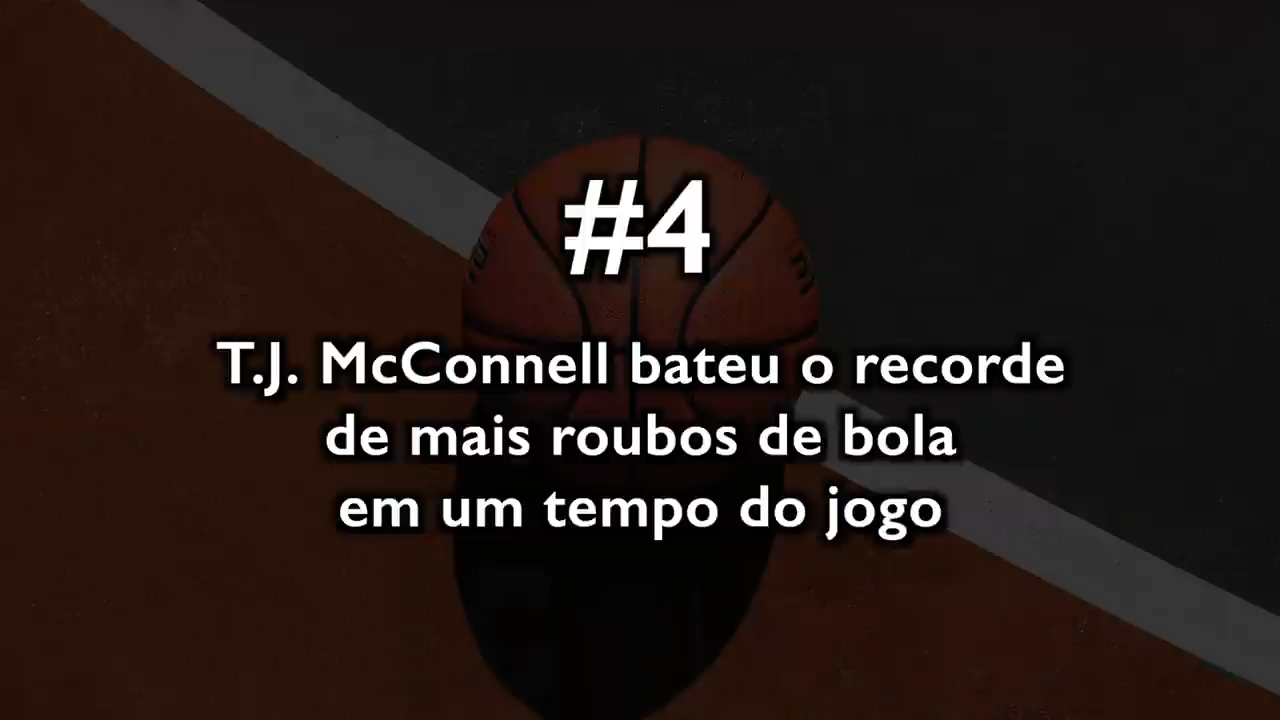 #4
T.J. McConnell bateu o recorde
de mais roubos de bola
em um tempo do jogo